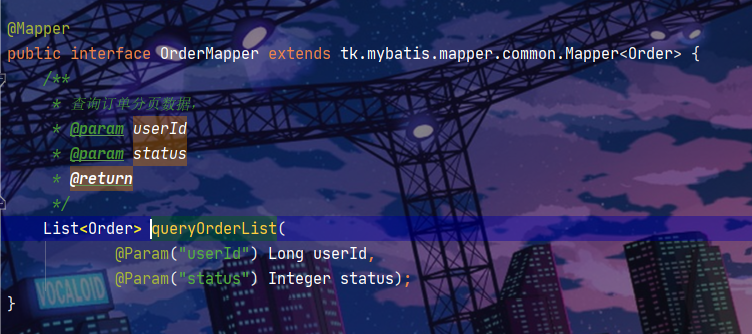 @Mapper
public interface OrderMapper extends tk.mybatis.mapper.common.Mapper<Order> {
/**
* 查询订单分页数据,
* @param userId
* @param status
* @return
*/
List<Order> queryOrderList(
@Param("userId") Long userId,
@Param("status") Integer status);
}
VOCALOID